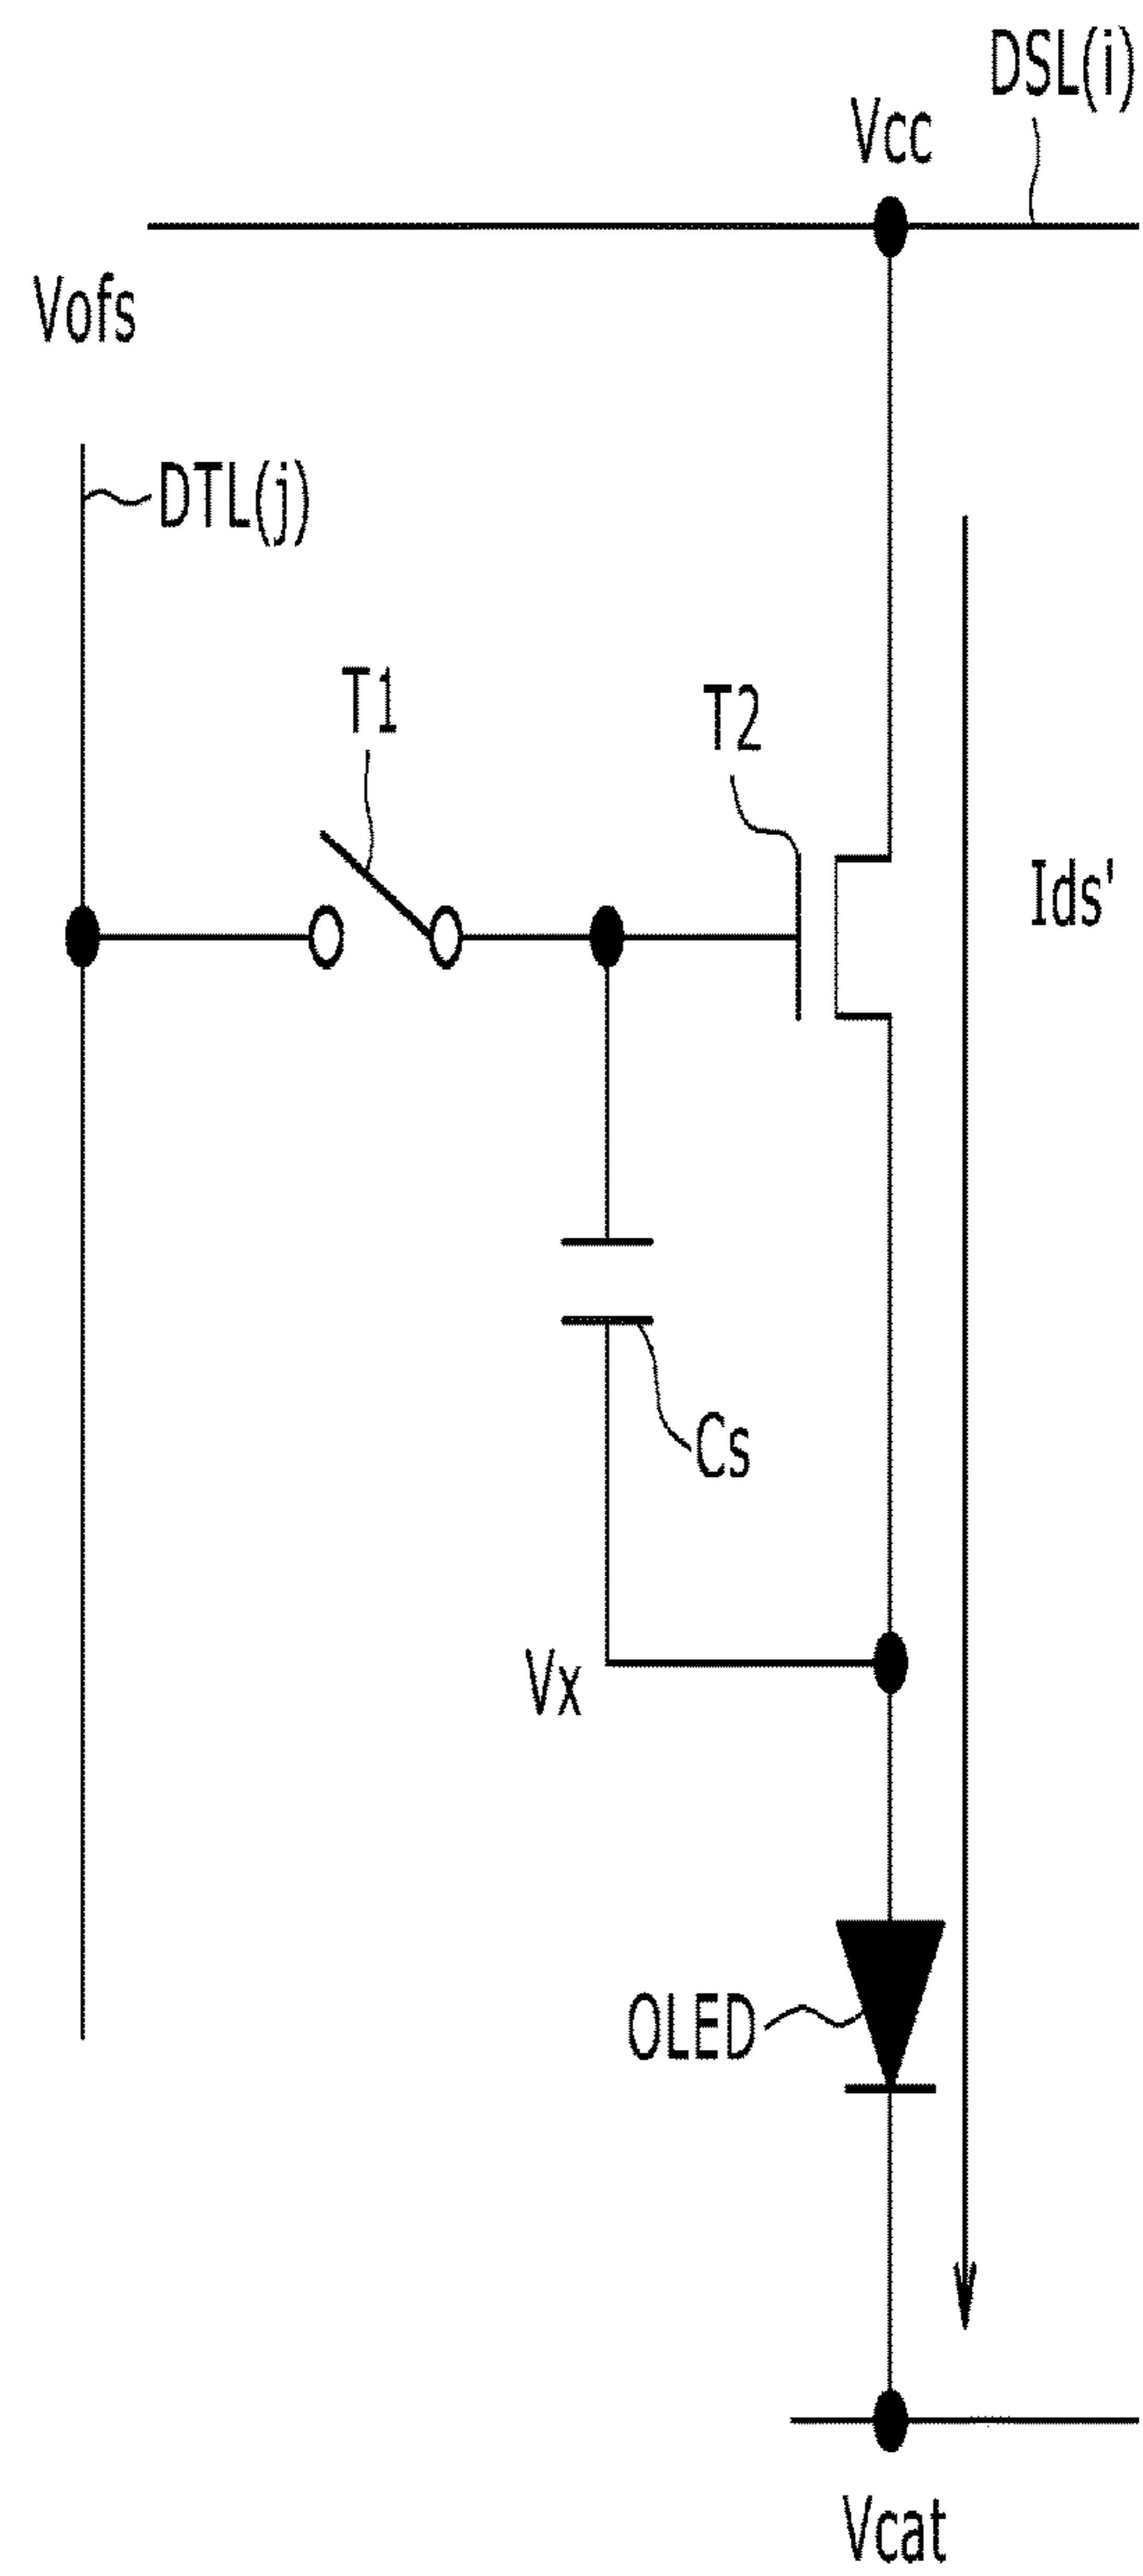 DSL(i)
Vcc
Vofs
DTL(j)
T1
T2
Ids'
Cs
Vx
OLED
Vcat